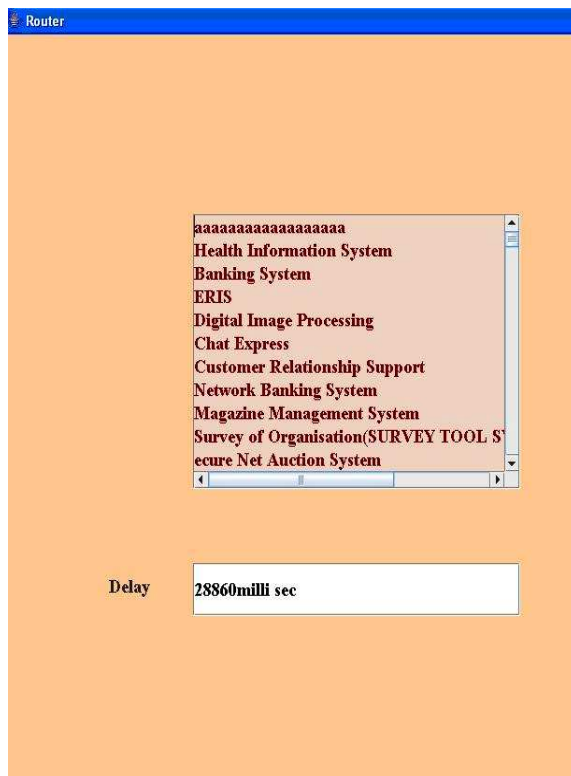 Router
aaaaaaaaaaaaaaaaaa
Health Information System
Banking System
ERIS
Digital Image Processing
Chat Express
Customer Relationship Support
Network Banking System
Magazine Management System
Survey of Organisation(SURVEY TOOL
ecure Net Auction System
Delay
28860milli sec